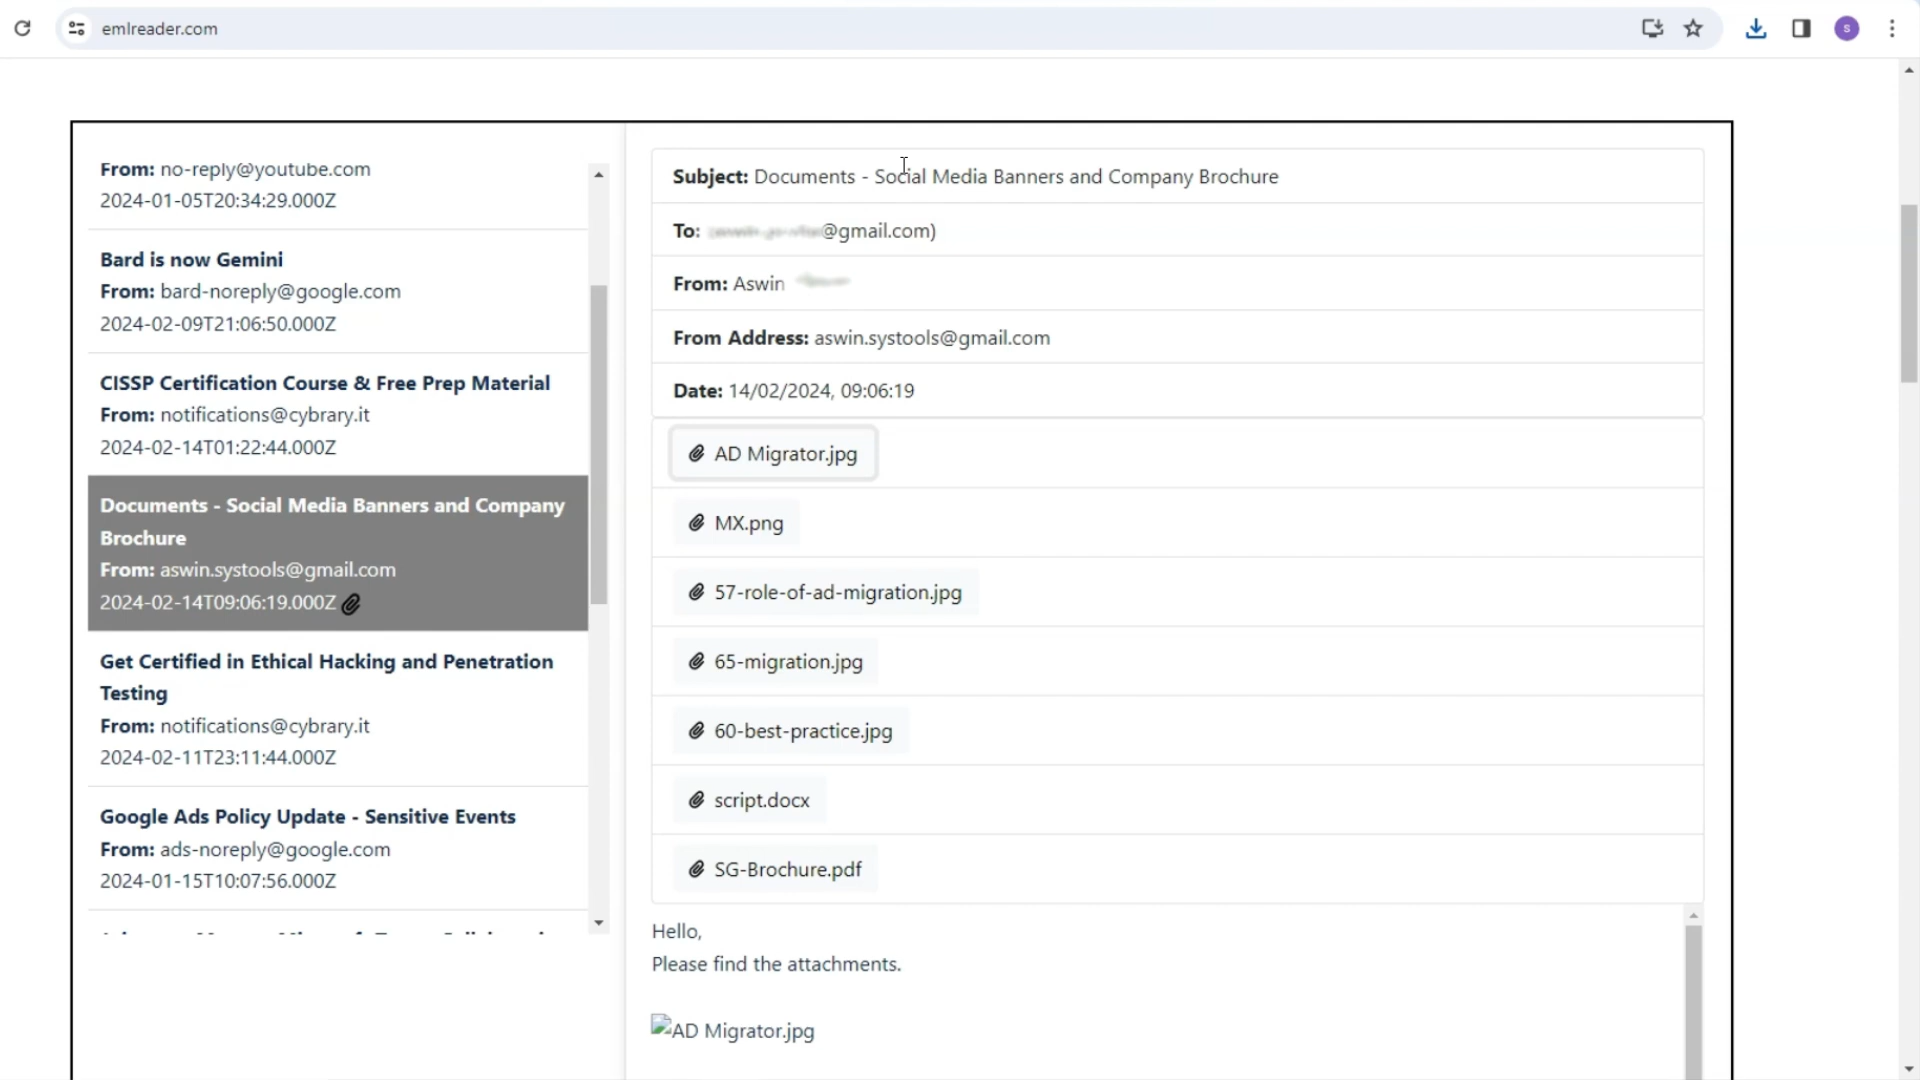 emlreader.com
S
From: no-reply@youtube.com
2024-01-05T20:34:29.000Z
Bard is now Gemini
From: bard-noreply@google.com
2024-02-09T21:06:50.000Z
CISSP Certification Course & Free Prep Material
From: notifications@cybrary.it
2024-02-14T01:22:44.000Z
Documents - Social Media Banners and Company
Brochure
From: aswin.systools@gmail.com
2024-02-14T09:06:19.000Z
Get Certified in Ethical Hacking and Penetration
Testing
From: notifications@cybrary.it
2024-02-11T23:11:44.000Z
Google Ads Policy Update - Sensitive Events
From: ads-noreply@google.com
2024-01-15T10:07:56.000Z
Subject: Documents - Social Media Banners and Company Brochure
To: @gmail.com)
From: Aswin
From Address: aswin.systools@gmail.com
Date: 14/02/2024, 09:06:19
AD Migrator.jpg
MX.png
57-role-of-ad-migration.jpg
65-migration.jpg
60-best-practice.jpg
script.docx
SG-Brochure.pdf
Hello,
Please find the attachments.
AD Migrator.jpg